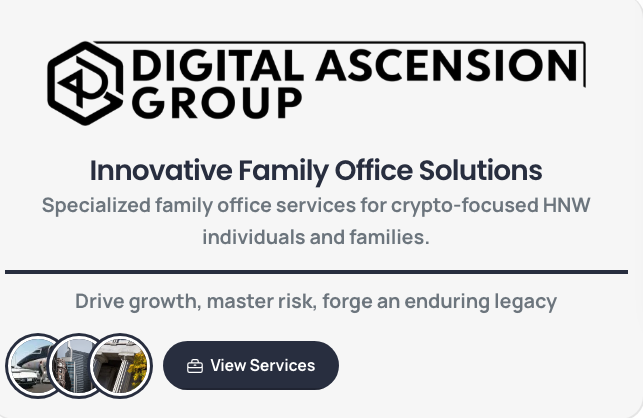 DIGITAL ASCENSION
GROUP
Innovative Family Office Solutions
Specialized family office services for crypto-focused HNW
individuals and families.
Drive growth, master risk, forge an enduring legacy
View Services